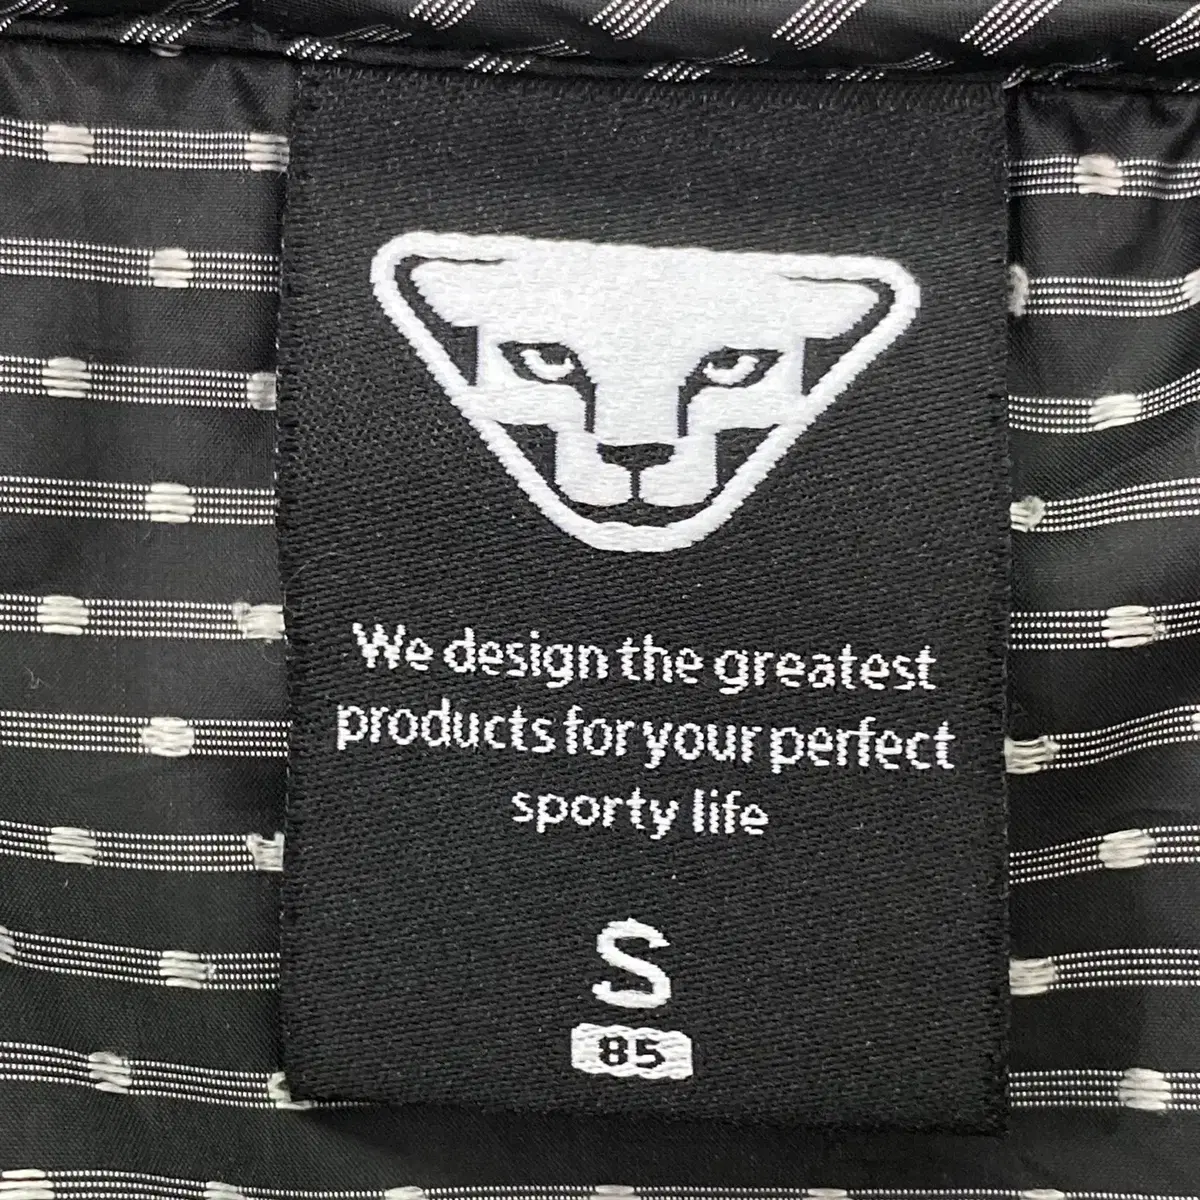 We design the greatest
products for your perfect
sporty life
S
85